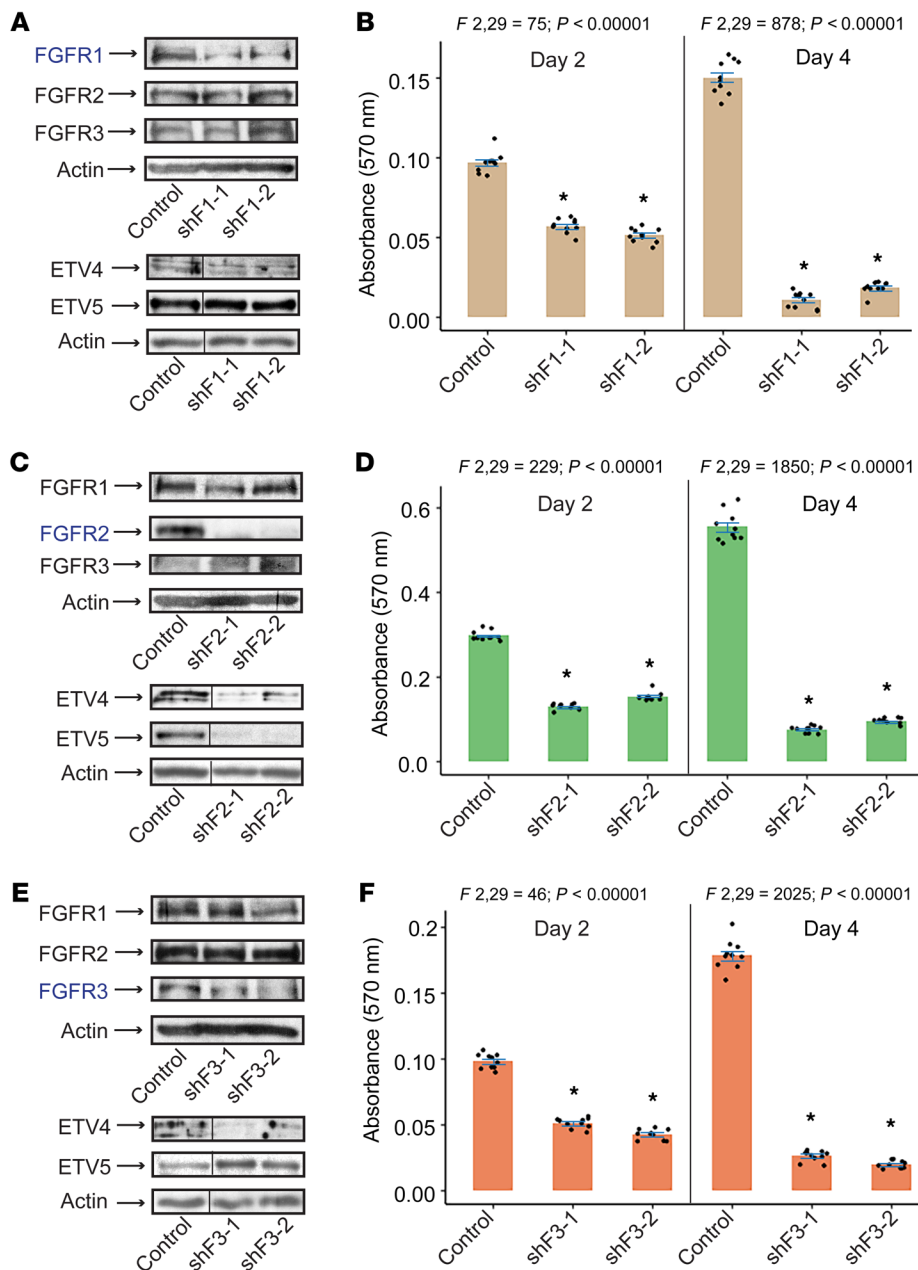 A
FGFR1
FGFR2
FGFR3
Actin
Control
shF1-1
shF1-2
ETV4
ETV5
Actin
Control
shF1-1
shF1-2
B
F 2,29 = 75; P < 0.00001
F 2,29 = 878; P < 0.00001
Day 2
Day 4
Absorbance (570 nm)
0.15
0.10
0.05
0.00
*
*
*
*
Control
shF1-1
shF1-2
Control
shF1-1
shF1-2
C
FGFR1
FGFR2
FGFR3
Actin
Control
shF2-1
shF2-2
ETV4
ETV5
Actin
Control
shF2-1
shF2-2
D
F 2,29 = 229; P < 0.00001
F 2,29 = 1850; P < 0.00001
Day 2
Day 4
Absorbance (570 nm)
0.6
0.4
0.2
0.0
*
*
*
*
Control
shF2-1
shF2-2
Control
shF2-1
shF2-2
E
FGFR1
FGFR2
FGFR3
Actin
Control
shF3-1
shF3-2
ETV4
ETV5
Actin
Control
shF3-1
shF3-2
F
F 2,29 = 46; P < 0.00001
F 2,29 = 2025; P < 0.00001
Day 2
Day 4
Absorbance (570 nm)
0.2
0.15
0.10
0.05
0.00
*
*
*
*
Control
shF3-1
shF3-2
Control
shF3-1
shF3-2